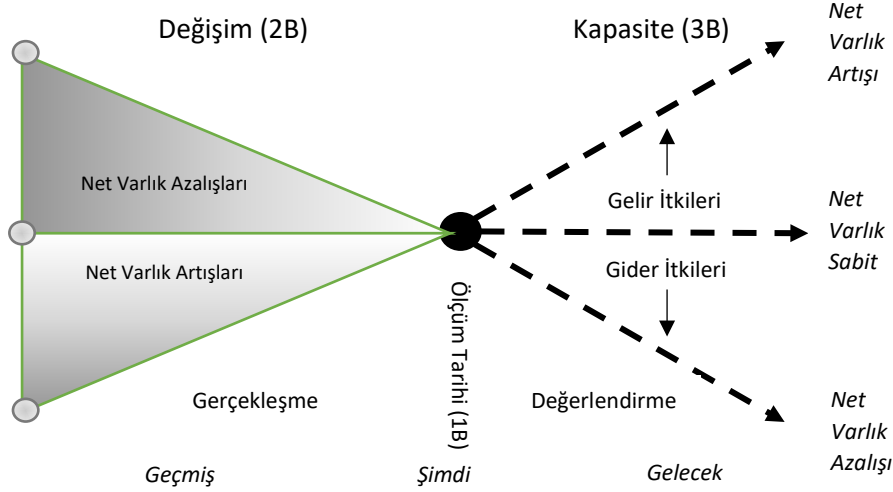 Değişim (2B)
Kapasite (3B)
Net
Varlık
Artışı
Net Varlık Azalışları
Gelir İtkileri
Net
Varlık
Sabit
Net Varlık Artışları
Gider İtkileri
Ölçüm Tarihi (1B)
Gerçekleşme
Değerlendirme
Net
Varlık
Azalışı
Geçmiş
Şimdi
Gelecek